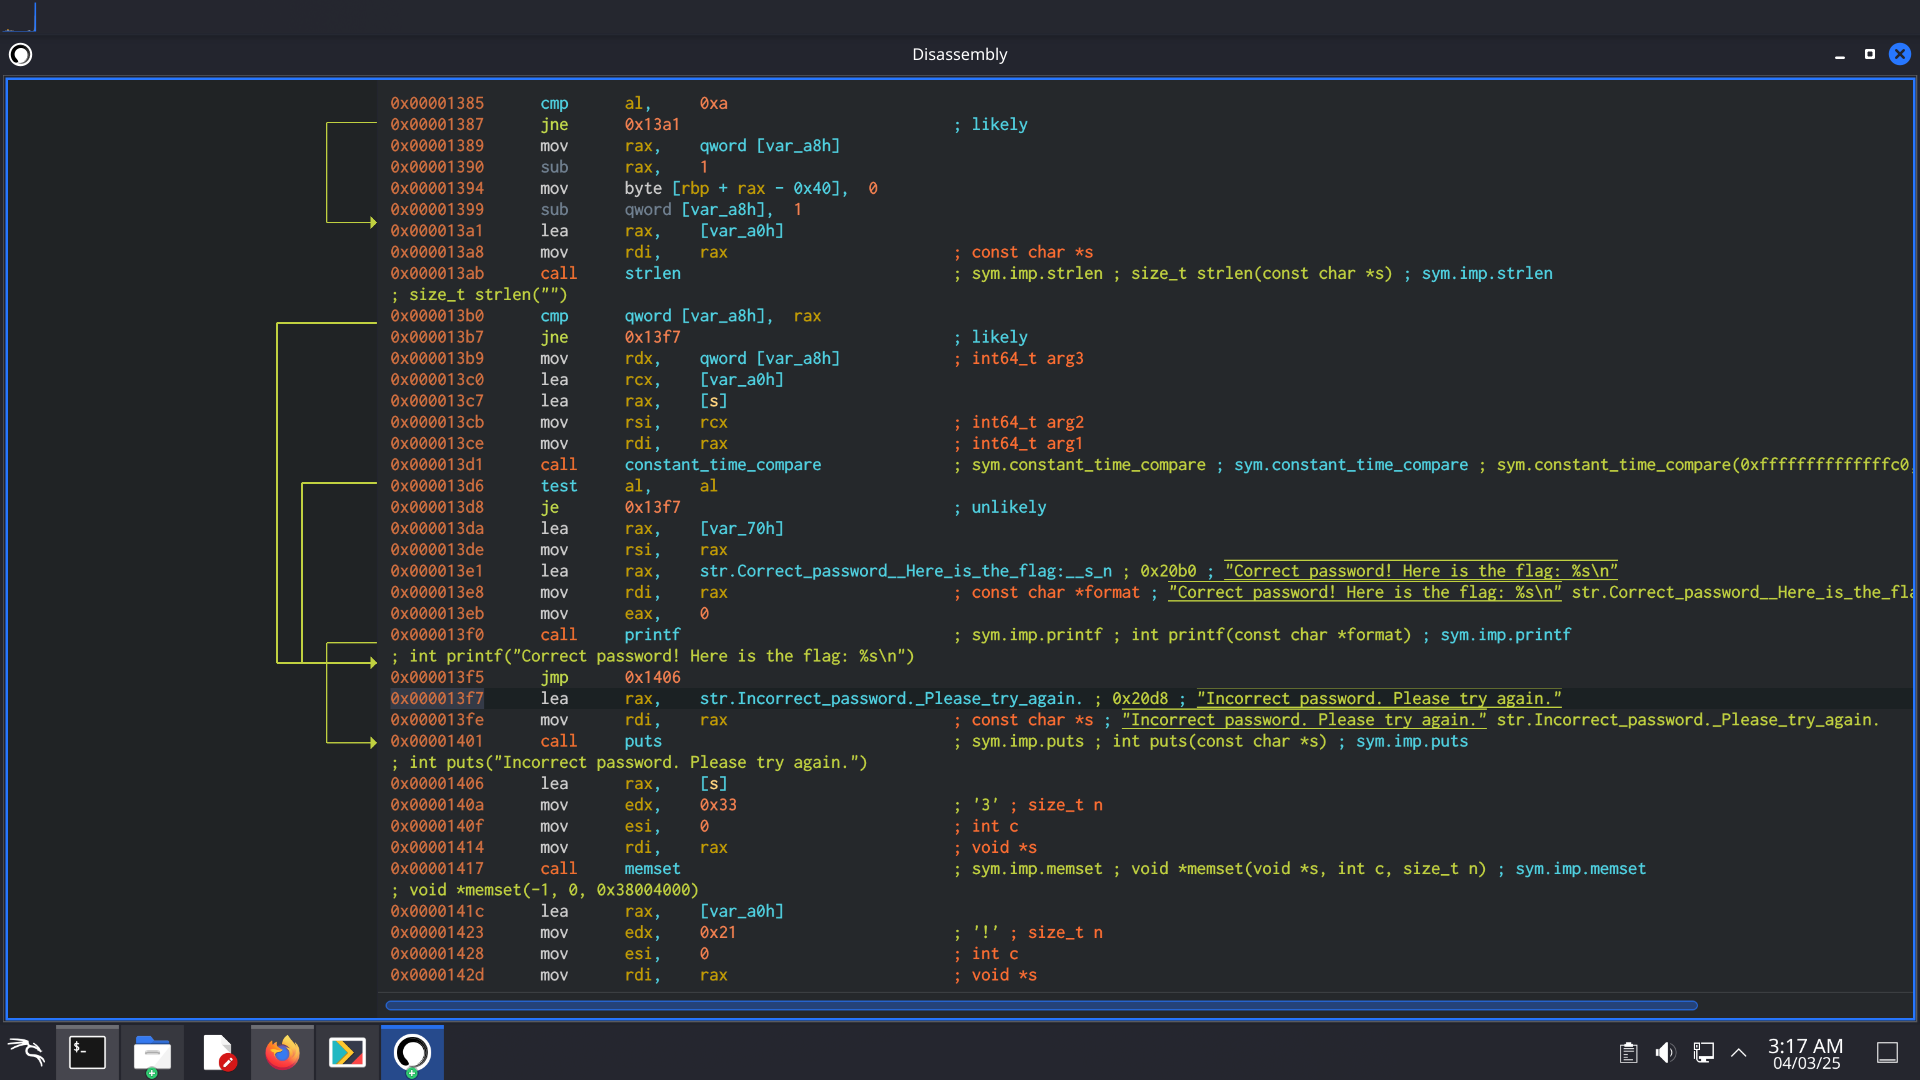 Disassembly
0x00001385 cmp al, 0xa
0x00001387 jne 0x13a1 ; likely
0x00001389 mov rax, qword [var_a8h]
0x00001390 sub rax, 1
0x00001394 mov byte [rbp + rax - 0x40], 0
0x00001399 sub qword [var_a8h], 1
0x000013a1 lea rax, [var_a0h]
0x000013a8 mov rdi, rax ; const char *s
0x000013ab call strlen ; sym.imp.strlen ; size_t strlen(const char *s) ; sym.imp.strlen
; size_t strlen("")
0x000013b0 cmp qword [var_a8h], rax
0x000013b7 jne 0x13f7 ; likely
0x000013b9 mov rdx, qword [var_a8h] ; int64_t arg3
0x000013c0 lea rcx, [var_a0h]
0x000013c7 lea rax, [s]
0x000013cb mov rsi, rcx ; int64_t arg2
0x000013ce mov rdi, rax ; int64_t arg1
0x000013d1 call constant_time_compare ; sym.constant_time_compare ; sym.constant_time_compare ; sym.constant_time_compare(0xffffffffffffffc0,
0x000013d6 test al, al
0x000013d8 je 0x13f7 ; unlikely
0x000013da lea rax, [var_70h]
0x000013de mov rsi, rax
0x000013e1 lea rax, str.Correct_password__Here_is_the_flag:__s_n ; 0x20b0 ; "Correct password! Here is the flag: %s\n"
0x000013e8 mov rdi, rax ; const char *format ; "Correct password! Here is the flag: %s\n" str.Correct_password__Here_is_the_fla
0x000013eb mov eax, 0
0x000013f0 call printf ; sym.imp.printf ; int printf(const char *format) ; sym.imp.printf
; int printf("Correct password! Here is the flag: %s\n")
0x000013f5 jmp 0x1406
0x000013f7 lea rax, str.Incorrect_password._Please_try_again. ; 0x20d8 ; "Incorrect password. Please try again."
0x000013fe mov rdi, rax ; const char *s ; "Incorrect password. Please try again." str.Incorrect_password._Please_try_again.
0x00001401 call puts ; sym.imp.puts ; int puts(const char *s) ; sym.imp.puts
; int puts("Incorrect password. Please try again.")
0x00001406 lea rax, [s]
0x0000140a mov edx, 0x33 ; '3' ; size_t n
0x0000140f mov esi, 0 ; int c
0x00001414 mov rdi, rax ; void *s
0x00001417 call memset ; sym.imp.memset ; void *memset(void *s, int c, size_t n) ; sym.imp.memset
; void *memset(-1, 0, 0x38004000)
0x0000141c lea rax, [var_a0h]
0x00001423 mov edx, 0x21 ; '!' ; size_t n
0x00001428 mov esi, 0 ; int c
0x0000142d mov rdi, rax ; void *s
$_
3:17 AM
04/03/25